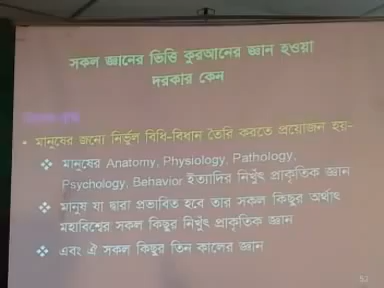 সকল জ্ঞানের ভিত্তি কুরআনের জ্ঞান হওয়া
দরকার কেন
• মানুষের জন্যে নির্ভুল বিধি-বিধান তৈরি করতে প্রয়োজন হয়-
❖ মানুষের Anatomy, Physiology, Pathology,
Psychology, Behavior ইত্যাদির নিখুঁৎ প্রাকৃতিক জ্ঞান
❖ মানুষ যা দ্বারা প্রভাবিত হবে তার সকল কিছুর অর্থাৎ
মহাবিশ্বের সকল কিছুর নিখুঁৎ প্রাকৃতিক জ্ঞান
❖ এবং ঐ সকল কিছুর তিন কালের জ্ঞান